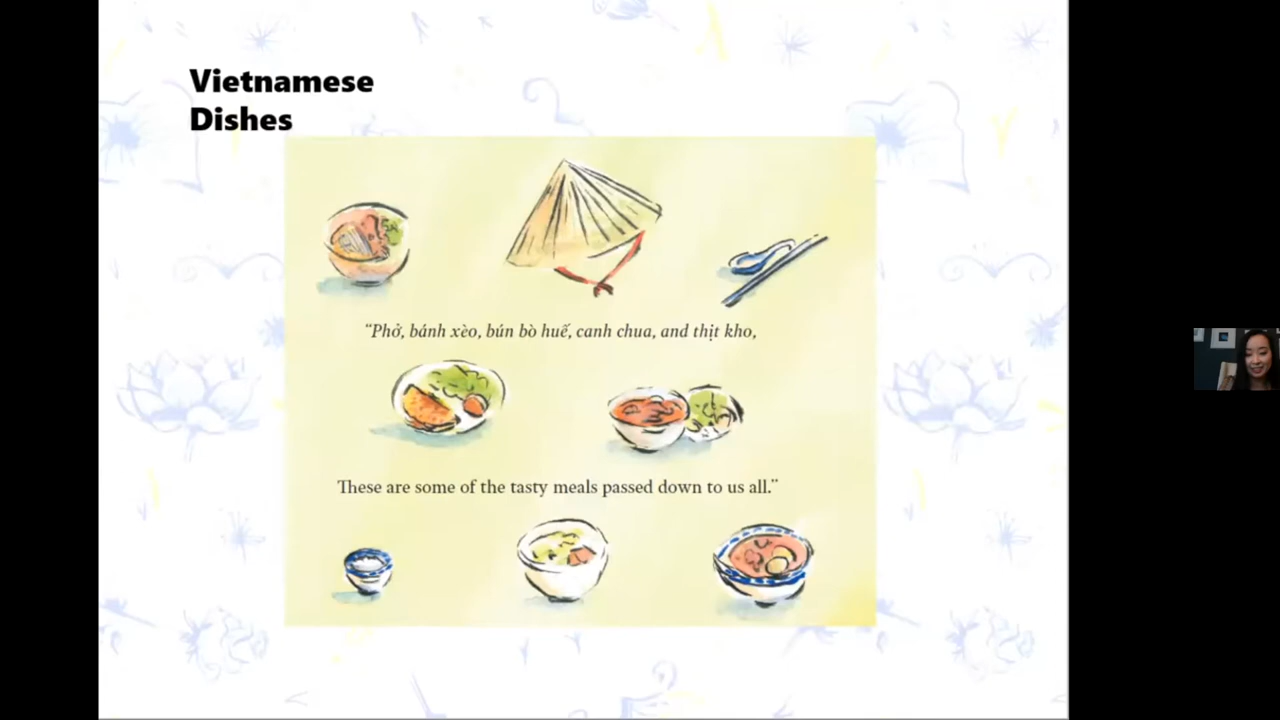 Vietnamese
Dishes
"Phở, bánh xèo, bún bò huế, canh chua, and thịt kho,
These are some of the tasty meals passed down to us all."